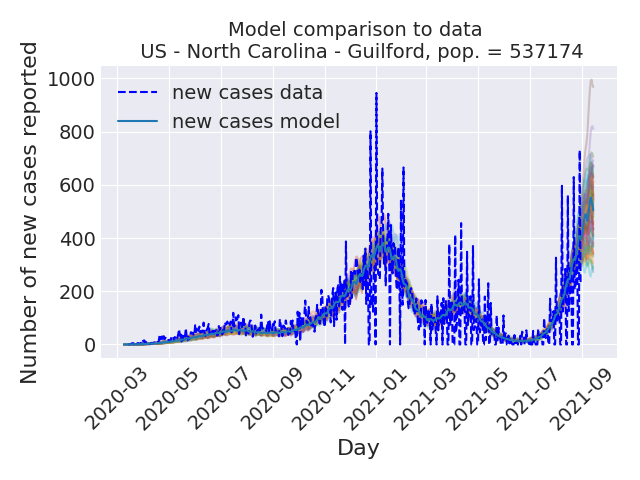 Model comparison to data
US - North Carolina - Guilford, pop. = 537174
Number of new cases reported
1000
800
600
400
200
0
new cases data
new cases model
2020-03
2020-05
2020-07
2020-09
2020-11
2021-01
2021-03
2021-05
2021-07
2021-09
Day